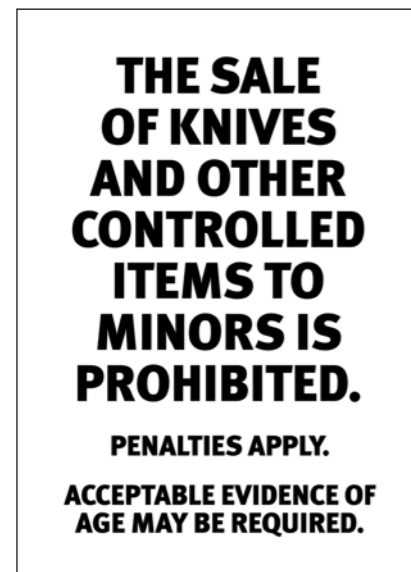 THE SALE
OF KNIVES
AND OTHER
CONTROLLED
ITEMS TO
MINORS IS
PROHIBITED.
PENALTIES APPLY.
ACCEPTABLE EVIDENCE OF
AGE MAY BE REQUIRED.